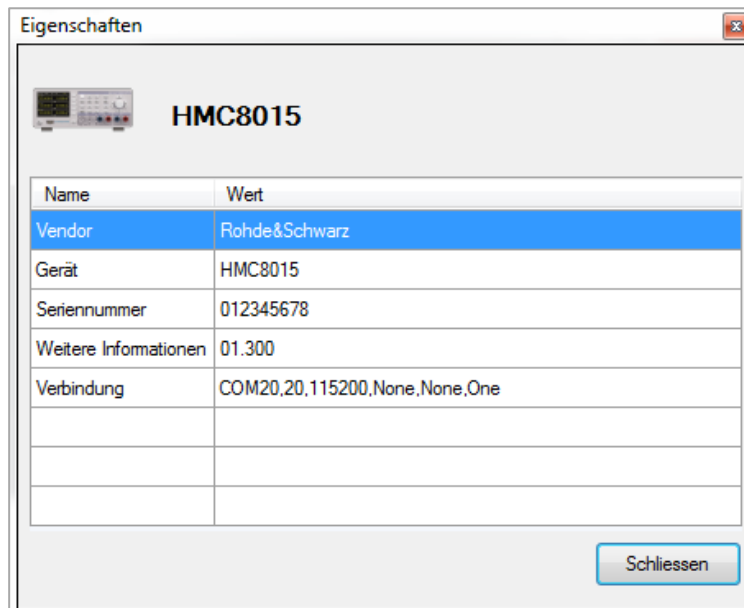 Eigenschaften
HMC8015
Name Wert
Vendor Rohde&Schwarz
Gerät HMC8015
Seriennummer 012345678
Weitere Informationen 01.300
Verbindung COM20,20,115200,None,None,One
Schliessen